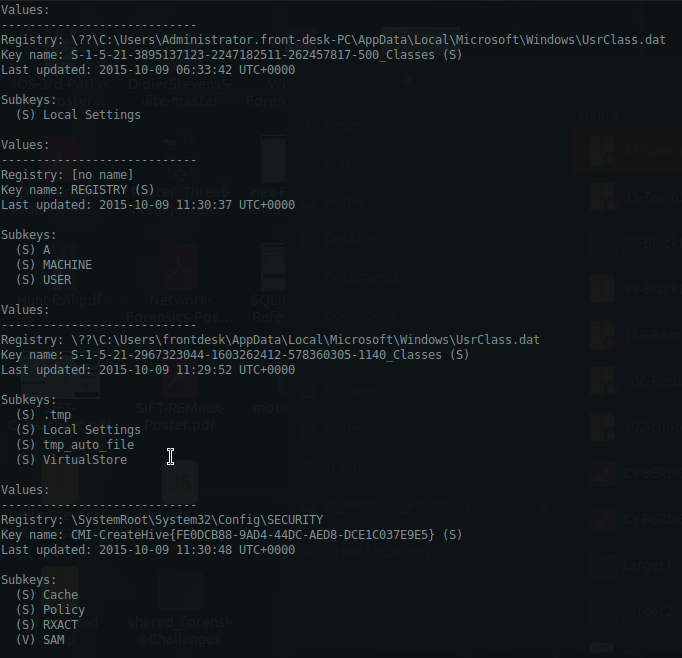 Values:
----------------------------
Registry: \??\C:\Users\Administrator.front-desk-PC\AppData\Local\Microsoft\Windows\UsrClass.dat
Key name: S-1-5-21-3895137123-2247182511-262457817-500_Classes (S)
Last updated: 2015-10-09 06:33:42 UTC+0000

Subkeys:
  (S) Local Settings

Values:
----------------------------
Registry: [no name]
Key name: REGISTRY (S)
Last updated: 2015-10-09 11:30:37 UTC+0000

Subkeys:
  (S) A
  (S) MACHINE
  (S) USER

Values:
----------------------------
Registry: \??\C:\Users\frontdesk\AppData\Local\Microsoft\Windows\UsrClass.dat
Key name: S-1-5-21-2967323044-1603262412-578360305-1140_Classes (S)
Last updated: 2015-10-09 11:29:52 UTC+0000

Subkeys:
  (S) .tmp
  (S) Local Settings
  (S) tmp_auto_file
  (S) VirtualStore

Values:
----------------------------
Registry: \SystemRoot\System32\Config\SECURITY
Key name: CMI-CreateHive{FE0DCB88-9AD4-44DC-AED8-DCE1C037E9E5} (S)
Last updated: 2015-10-09 11:30:48 UTC+0000

Subkeys:
  (S) Cache
  (S) Policy
  (S) RXACT
  (V) SAM